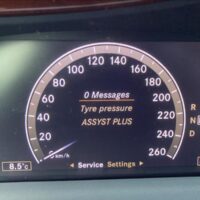 120 140
100 160
80 180
60 200
40 220
20 240
260
km/h
0 Messages
Tyre pressure
ASSYST PLUS
R
N
D
8.5°C
Service Settings